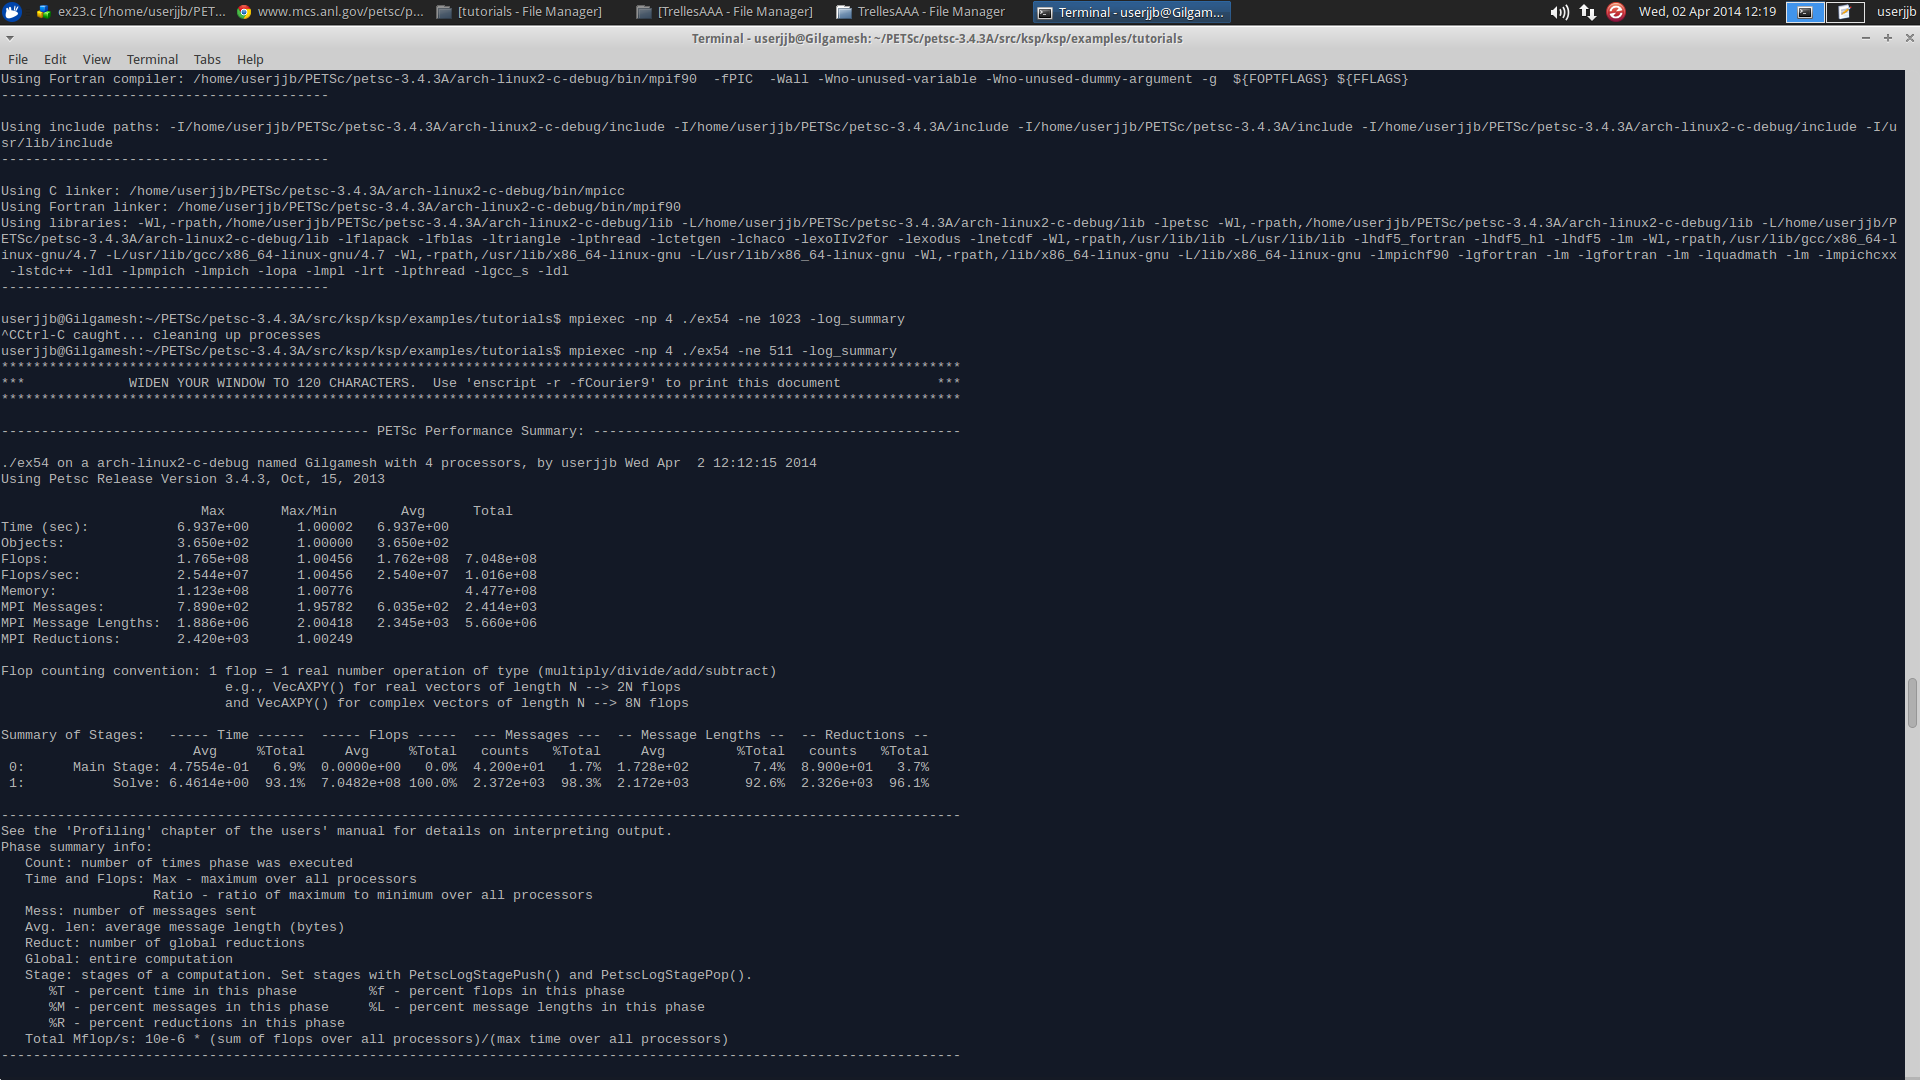 ex23.c [/home/userjjb/PET...
www.mcs.anl.gov/petsc/p...
[tutorials - File Manager]
[TrellesAAA - File Manager]
TrellesAAA - File Manager
Terminal - userjjb@Gilgam...
Wed, 02 Apr 2014 12:19
userjjb
Terminal - userjjb@Gilgamesh: ~/PETSc/petsc-3.4.3A/src/ksp/ksp/examples/tutorials
File Edit View Terminal Tabs Help
Using Fortran compiler: /home/userjjb/PETSc/petsc-3.4.3A/arch-linux2-c-debug/bin/mpif90  -fPIC  -Wall -Wno-unused-variable -Wno-unused-dummy-argument -g  ${FOPTFLAGS} ${FFLAGS}
-----------------------------------------
Using include paths: -I/home/userjjb/PETSc/petsc-3.4.3A/arch-linux2-c-debug/include -I/home/userjjb/PETSc/petsc-3.4.3A/include -I/home/userjjb/PETSc/petsc-3.4.3A/include -I/home/userjjb/PETSc/petsc-3.4.3A/arch-linux2-c-debug/include -I/u
sr/lib/include
-----------------------------------------
Using C linker: /home/userjjb/PETSc/petsc-3.4.3A/arch-linux2-c-debug/bin/mpicc
Using Fortran linker: /home/userjjb/PETSc/petsc-3.4.3A/arch-linux2-c-debug/bin/mpif90
Using libraries: -Wl,-rpath,/home/userjjb/PETSc/petsc-3.4.3A/arch-linux2-c-debug/lib -L/home/userjjb/PETSc/petsc-3.4.3A/arch-linux2-c-debug/lib -lpetsc -Wl,-rpath,/home/userjjb/PETSc/petsc-3.4.3A/arch-linux2-c-debug/lib -L/home/userjjb/P
ETSc/petsc-3.4.3A/arch-linux2-c-debug/lib -lflapack -lfblas -ltriangle -lpthread -lctetgen -lchaco -lexoIIv2for -lexodus -lnetcdf -Wl,-rpath,/usr/lib/lib -L/usr/lib/lib -lhdf5_fortran -lhdf5_hl -lhdf5 -lm -Wl,-rpath,/usr/lib/gcc/x86_64-l
inux-gnu/4.7 -L/usr/lib/gcc/x86_64-linux-gnu/4.7 -Wl,-rpath,/usr/lib/x86_64-linux-gnu -L/usr/lib/x86_64-linux-gnu -Wl,-rpath,/lib/x86_64-linux-gnu -L/lib/x86_64-linux-gnu -lmpichf90 -lgfortran -lm -lgfortran -lm -lquadmath -lm -lmpichcxx
 -lstdc++ -ldl -lpmpich -lmpich -lopa -lmpl -lrt -lpthread -lgcc_s -ldl
-----------------------------------------
userjjb@Gilgamesh:~/PETSc/petsc-3.4.3A/src/ksp/ksp/examples/tutorials$ mpiexec -np 4 ./ex54 -ne 1023 -log_summary
^CCtrl-C caught... cleaning up processes
userjjb@Gilgamesh:~/PETSc/petsc-3.4.3A/src/ksp/ksp/examples/tutorials$ mpiexec -np 4 ./ex54 -ne 511 -log_summary
************************************************************************************************************************
***             WIDEN YOUR WINDOW TO 120 CHARACTERS.  Use 'enscript -r -fCourier9' to print this document            ***
************************************************************************************************************************
---------------------------------------------- PETSc Performance Summary: ----------------------------------------------
./ex54 on a arch-linux2-c-debug named Gilgamesh with 4 processors, by userjjb Wed Apr  2 12:12:15 2014
Using Petsc Release Version 3.4.3, Oct, 15, 2013
                         Max       Max/Min        Avg      Total
Time (sec):           6.937e+00      1.00002   6.937e+00
Objects:              3.650e+02      1.00000   3.650e+02
Flops:                1.765e+08      1.00456   1.762e+08  7.048e+08
Flops/sec:            2.544e+07      1.00456   2.540e+07  1.016e+08
Memory:               1.123e+08      1.00776              4.477e+08
MPI Messages:         7.890e+02      1.95782   6.035e+02  2.414e+03
MPI Message Lengths:  1.886e+06      2.00418   2.345e+03  5.660e+06
MPI Reductions:       2.420e+03      1.00249
Flop counting convention: 1 flop = 1 real number operation of type (multiply/divide/add/subtract)
                            e.g., VecAXPY() for real vectors of length N --> 2N flops
                            and VecAXPY() for complex vectors of length N --> 8N flops
Summary of Stages:   ----- Time ------  ----- Flops -----  --- Messages ---  -- Message Lengths --  -- Reductions --
                        Avg     %Total     Avg     %Total   counts   %Total     Avg         %Total   counts   %Total
 0:      Main Stage: 4.7554e-01   6.9%  0.0000e+00   0.0%  4.200e+01   1.7%  1.728e+02        7.4%  8.900e+01   3.7%
 1:           Solve: 6.4614e+00  93.1%  7.0482e+08 100.0%  2.372e+03  98.3%  2.172e+03       92.6%  2.326e+03  96.1%
------------------------------------------------------------------------------------------------------------------------
See the 'Profiling' chapter of the users' manual for details on interpreting output.
Phase summary info:
   Count: number of times phase was executed
   Time and Flops: Max - maximum over all processors
                   Ratio - ratio of maximum to minimum over all processors
   Mess: number of messages sent
   Avg. len: average message length (bytes)
   Reduct: number of global reductions
   Global: entire computation
   Stage: stages of a computation. Set stages with PetscLogStagePush() and PetscLogStagePop().
      %T - percent time in this phase         %f - percent flops in this phase
      %M - percent messages in this phase     %L - percent message lengths in this phase
      %R - percent reductions in this phase
   Total Mflop/s: 10e-6 * (sum of flops over all processors)/(max time over all processors)
------------------------------------------------------------------------------------------------------------------------